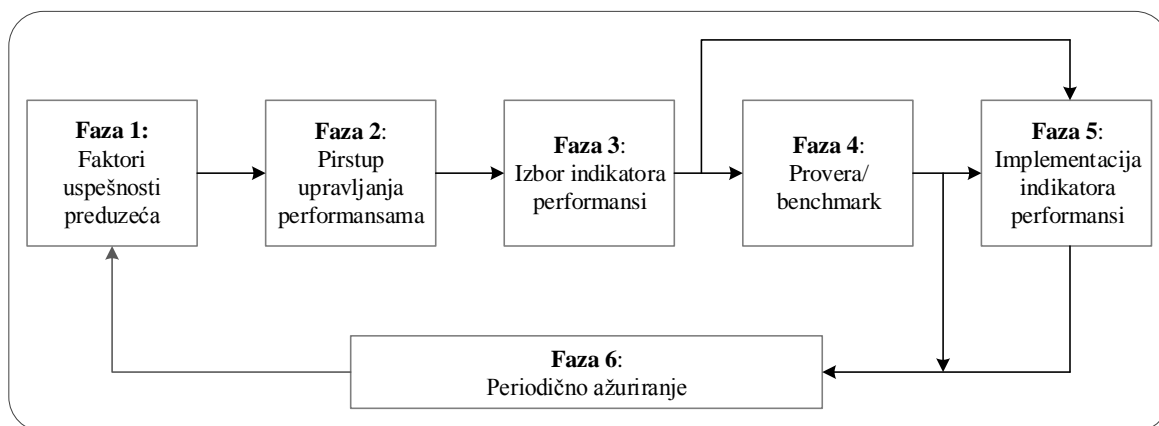 Faza 1:
Faktori
uspešnosti
preduzeća
Faza 2:
Pirstup
upravljanja
performansama
Faza 3:
Izbor indikatora
performansi
Faza 4:
Provera/
benchmark
Faza 5:
Implementacija
indikatora
performansi
Faza 6:
Periodično ažuriranje